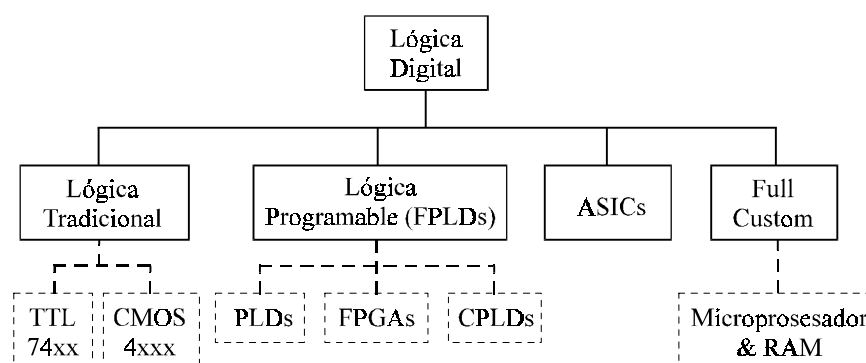 Lógica
Digital
Lógica
Tradicional
Lógica
Programable (FPLDs)
ASICs
Full
Custom
TTL
74xx
CMOS
4xxx
PLDs
FPGAs
CPLDs
Microprosesador
& RAM